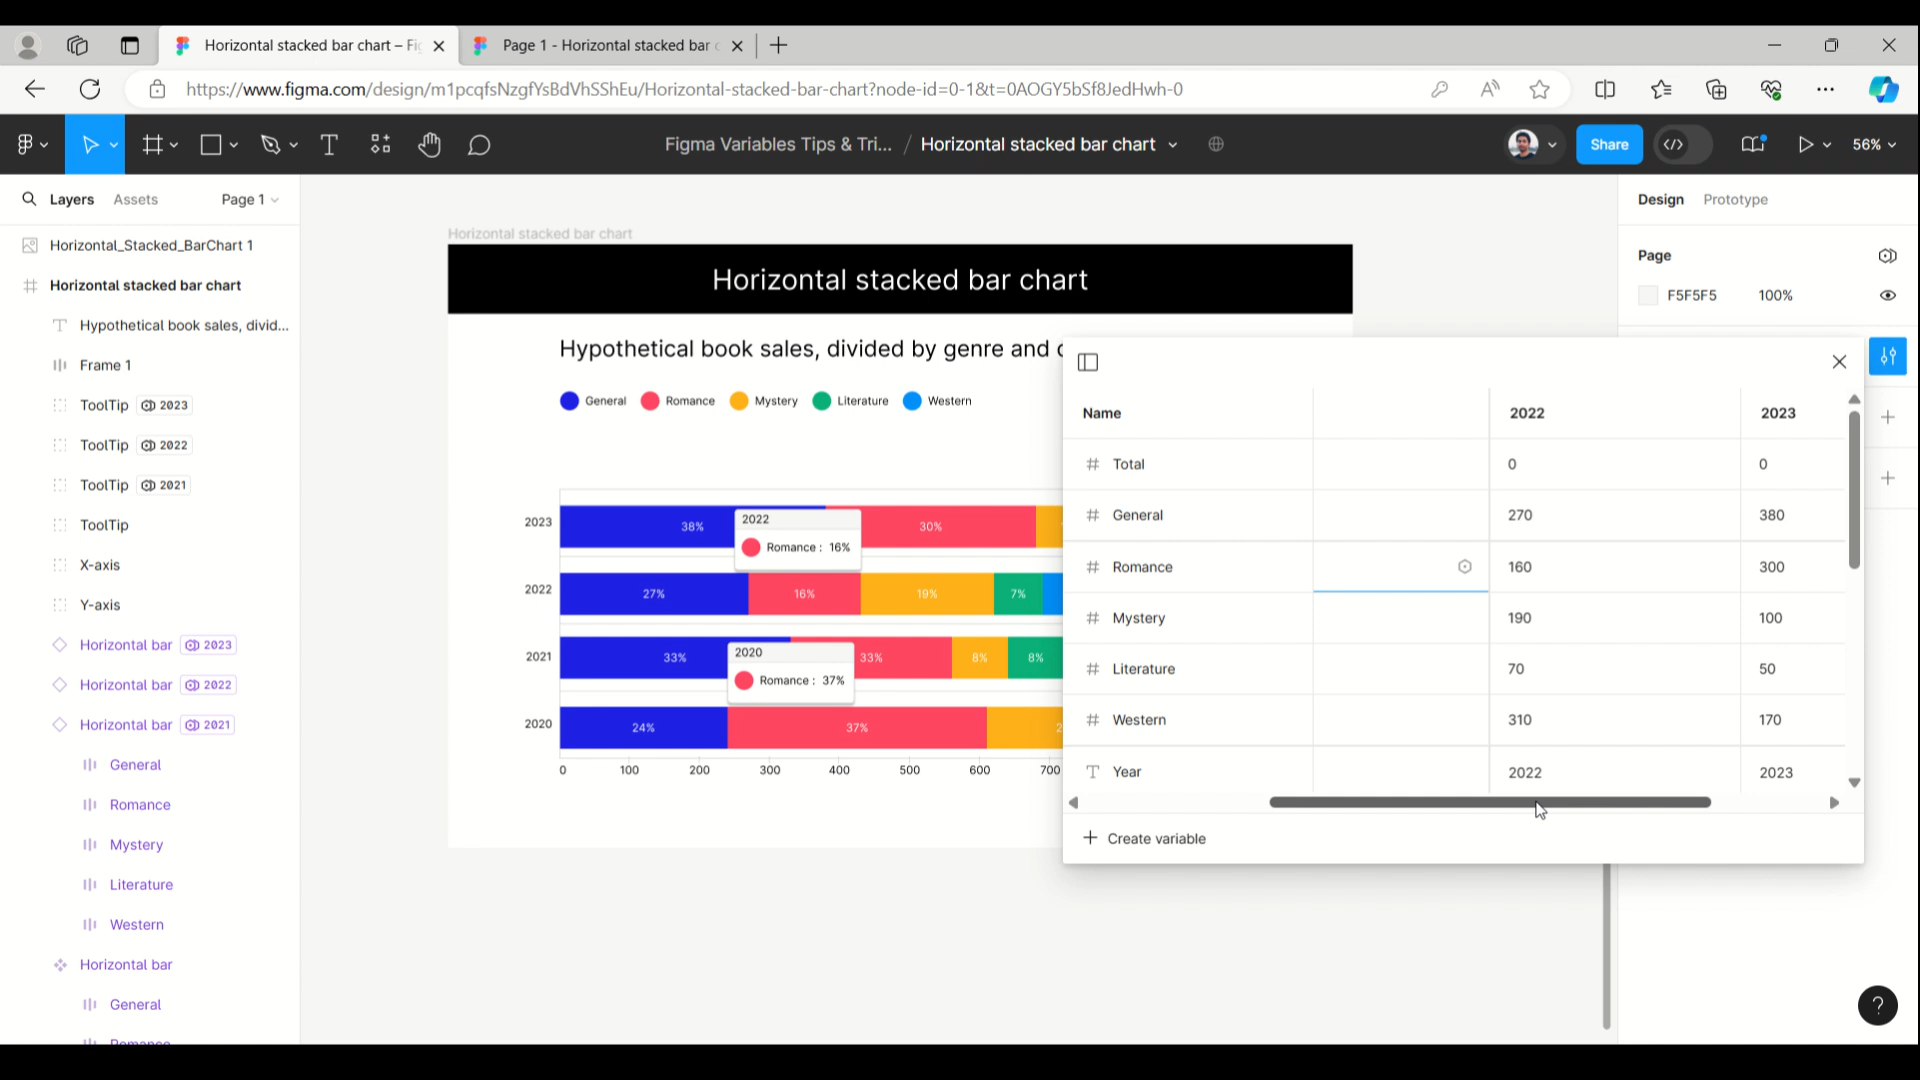 Horizontal stacked bar chart – Fi
Page 1 - Horizontal stacked bar
https://www.figma.com/design/m1pcqfsNzgfYsBdVhSShEu/Horizontal-stacked-bar-chart?node-id=0-1&t=0AOGY5bSf8JedHwh-0
Figma Variables Tips & Tri... / Horizontal stacked bar chart
Share
56%
Layers
Assets
Page 1
Design
Prototype
Horizontal_Stacked_BarChart 1
Horizontal stacked bar chart
Hypothetical book sales, divid...
Frame 1
ToolTip 2023
ToolTip 2022
ToolTip 2021
ToolTip
X-axis
Y-axis
Horizontal bar 2023
Horizontal bar 2022
Horizontal bar 2021
General
Romance
Mystery
Literature
Western
Horizontal bar
General
Romance
Horizontal stacked bar chart
Horizontal stacked bar chart
Hypothetical book sales, divided by genre and
General Romance Mystery Literature Western
2023 38% 30%
2022
Romance : 16%
2022 27% 16% 19% 7%
2021 33% 33% 8% 8%
2020
Romance : 37%
2020 24% 37%
0 100 200 300 400 500 600 700
Page
F5F5F5 100%
Name 2022 2023
Total 0 0
General 270 380
Romance 160 300
Mystery 190 100
Literature 70 50
Western 310 170
Year 2022 2023
Create variable
?